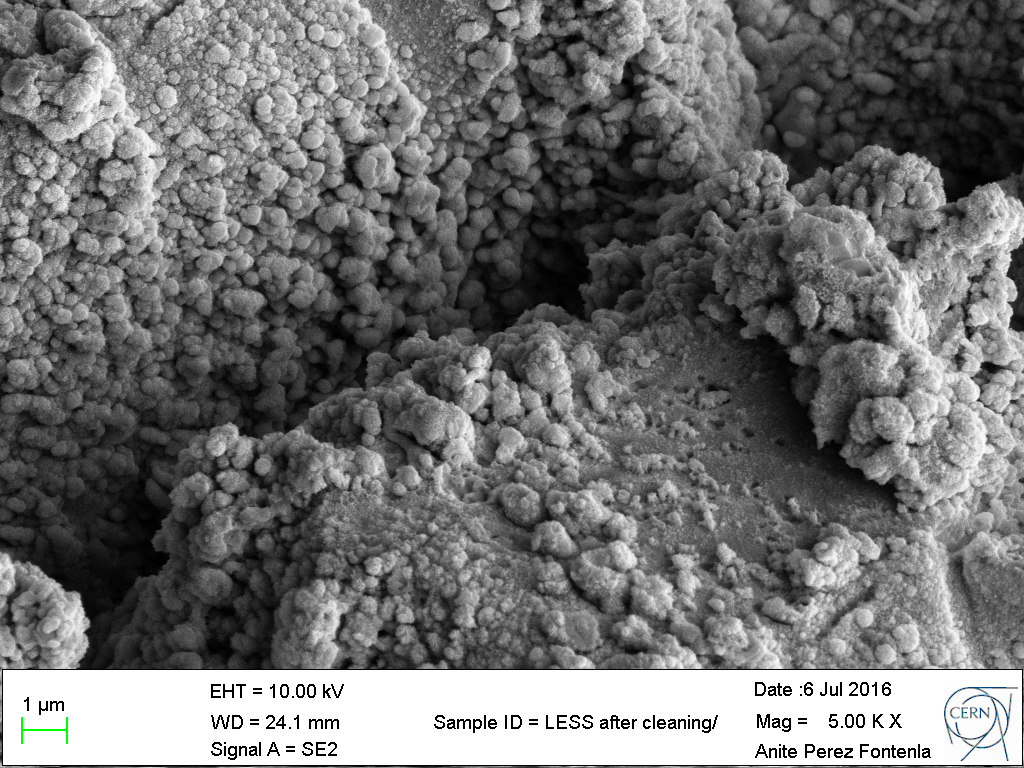 1 µm
EHT = 10.00 kV
WD = 24.1 mm
Signal A = SE2
Sample ID = LESS after cleaning/
Date :6 Jul 2016
Mag = 5.00 K X
Anite Perez Fontenla
CERN